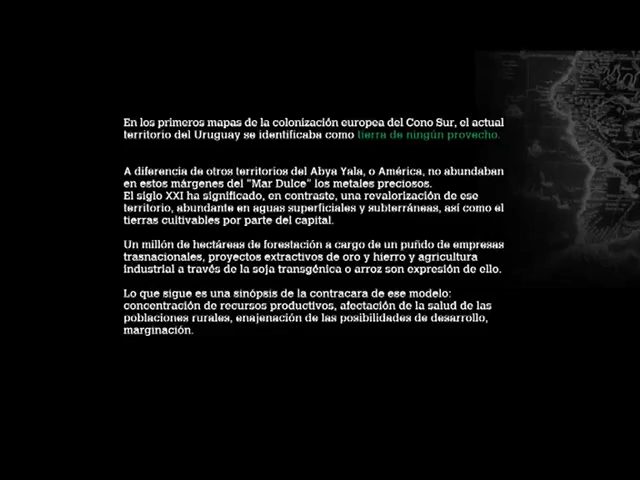 En los primeros mapas de la colonización europea del Cono Sur, el actual
territorio del Uruguay se identificaba como tierra de ningún provecho.
A diferencia de otros territorios del Abya Yala, o América, no abundaban
en estos márgenes del "Mar Dulce" los metales preciosos.
El siglo XXI ha significado, en contraste, una revalorización de ese
territorio, abundante en aguas superficiales y subterráneas, así como el
tierras cultivables por parte del capital.
Un millón de hectáreas de forestación a cargo de un puñdo de empresas
trasnacionales, proyectos extractivos de oro y hierro y agricultura
industrial a través de la soja transgénica o arroz son expresión de ello.
Lo que sigue es una sinópsis de la contracara de ese modelo:
concentración de recursos productivos, afectación de la salud de las
poblaciones rurales, enajenación de las posibilidades de desarrollo,
marginación.